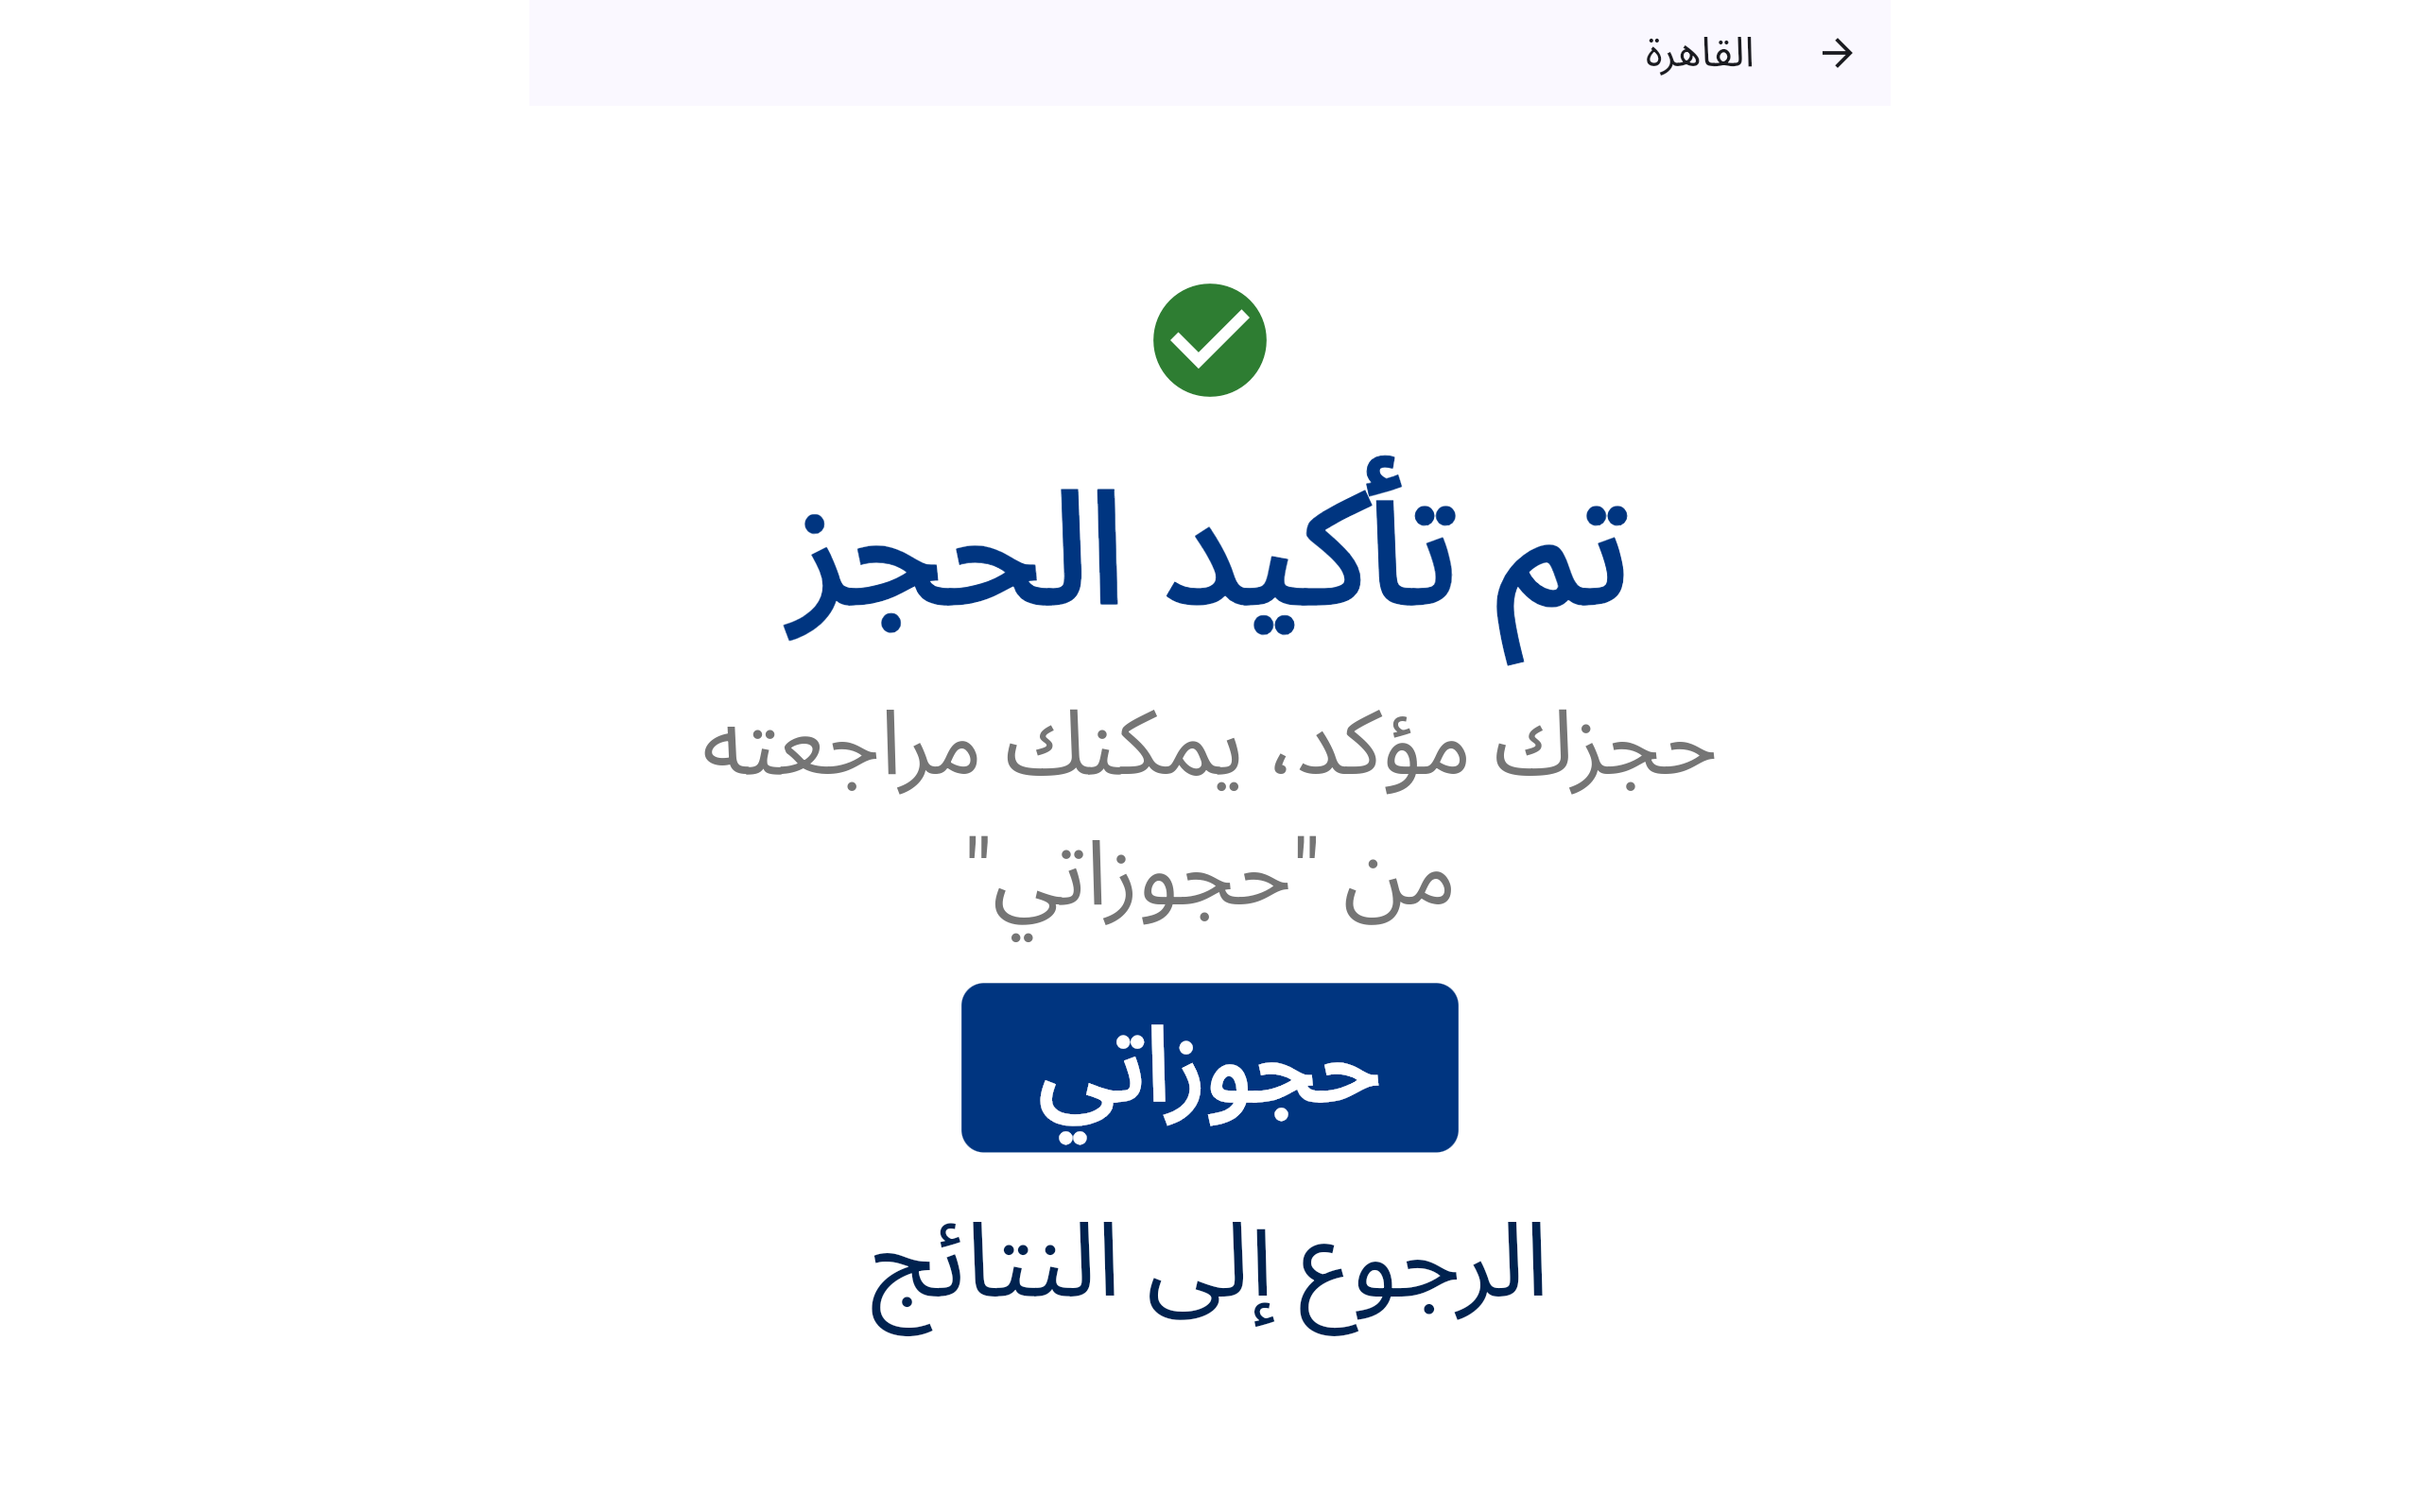 القاهرة
تم تأكيد الحجز
حجزك مؤكد. يمكنك مراجعته
من "حجوزاتي"
حجوزاتي
الرجوع إلى النتائج